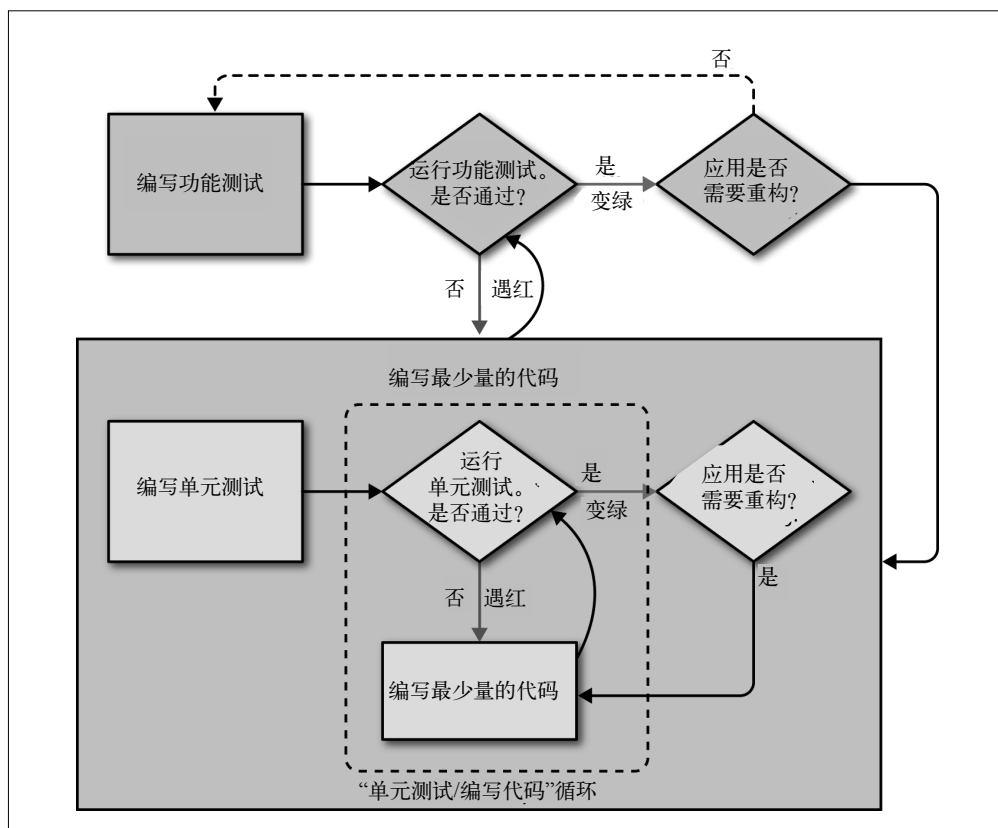 否
编写功能测试
运行功能测试。
是否通过？
是
变绿
应用是否
需要重构？
否
遇红
编写最少量的代码
编写单元测试
运行
单元测试。
是否通过？
是
变绿
应用是否
需要重构？
否
遇红
是
编写最少量的代码
“单元测试/编写代码”循环